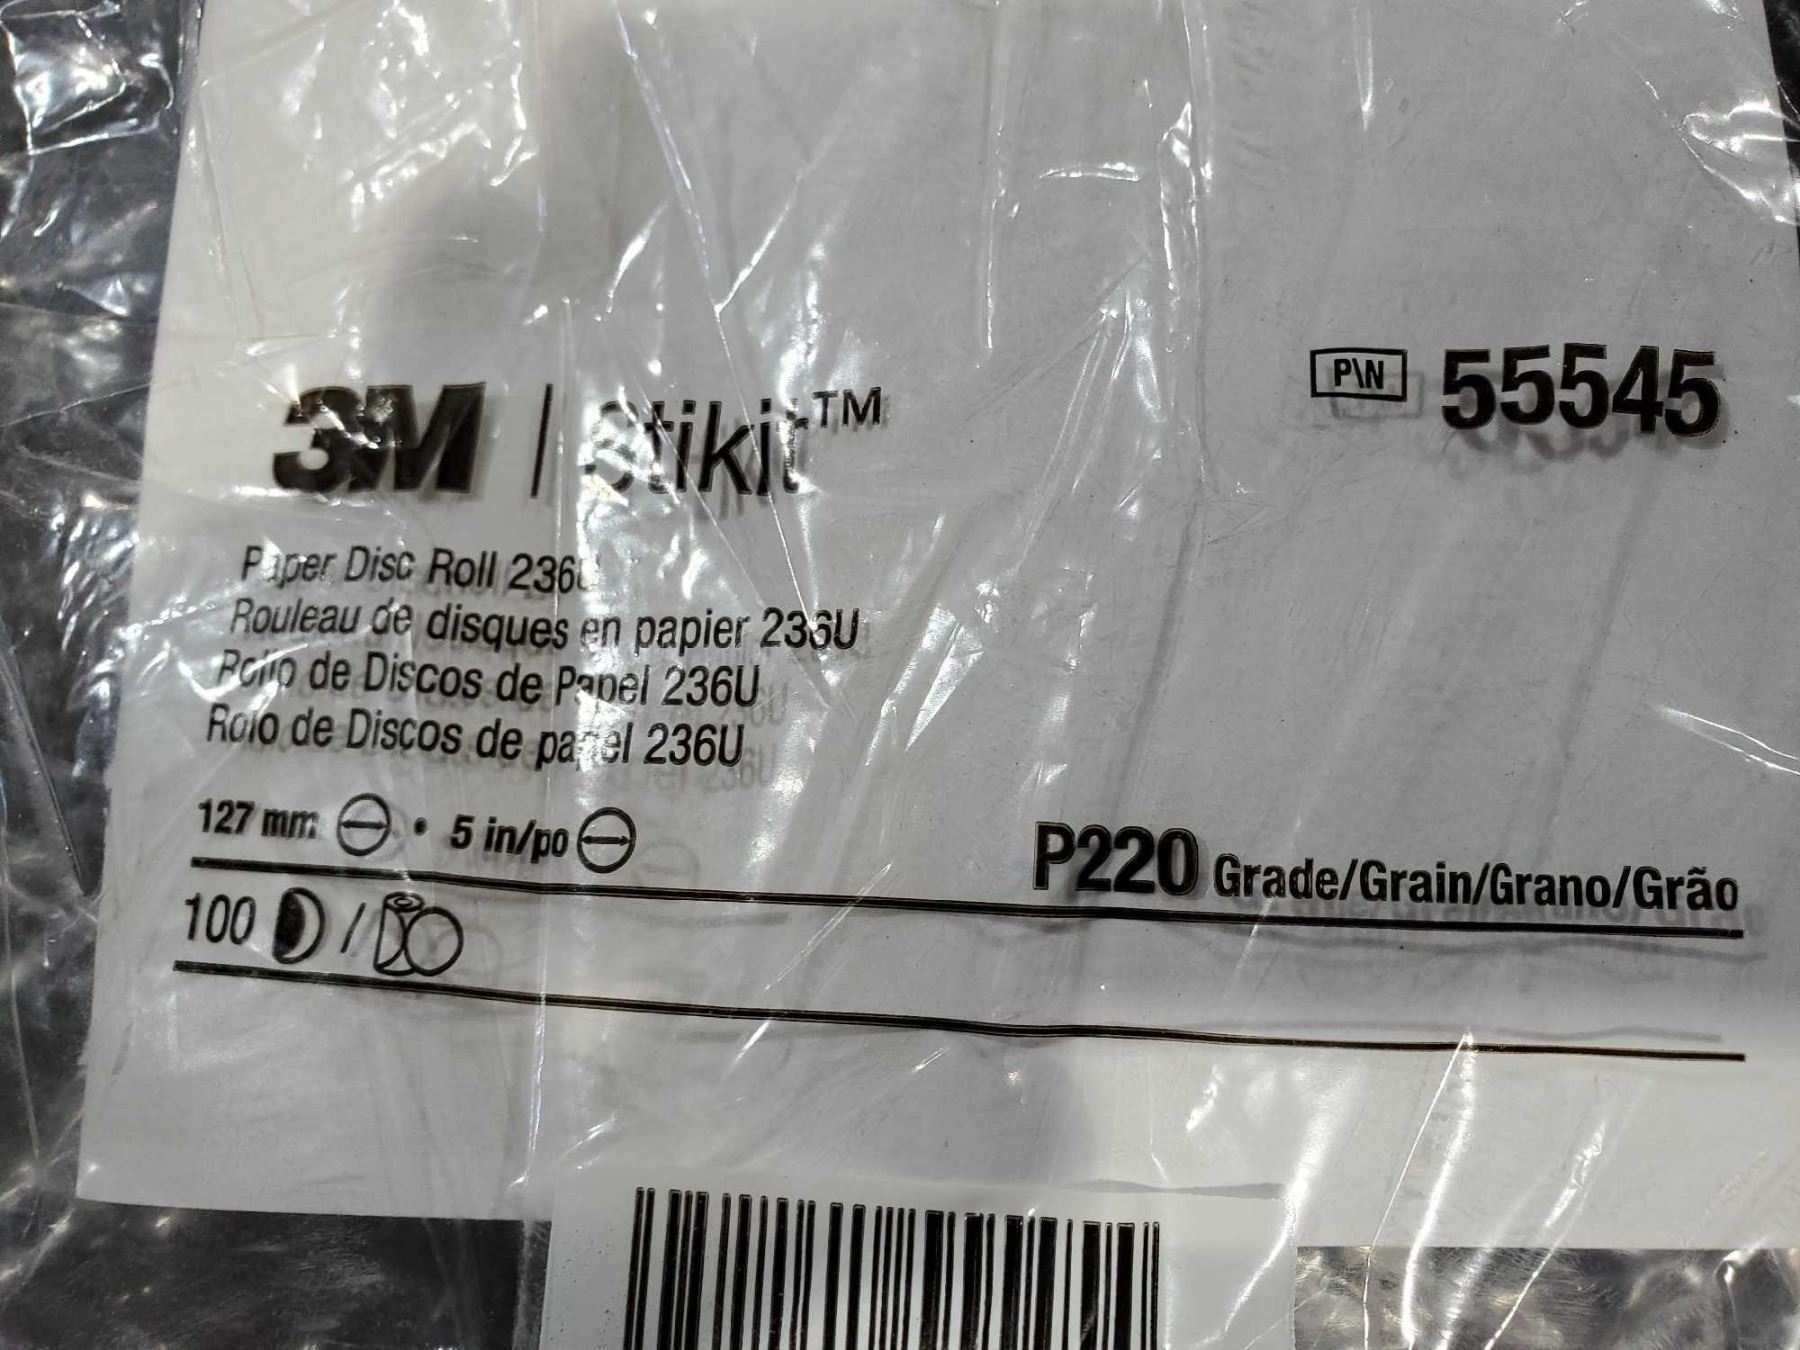 3M | Stikit™
P\N 55545
Paper Disc Roll 236U
Rouleau de disques en papier 236U
Rollo de Discos de Papel 236U
Rolo de Discos de papel 236U
127 mm • 5 in/po
P220 Grade/Grain/Grano/Grão
100 /